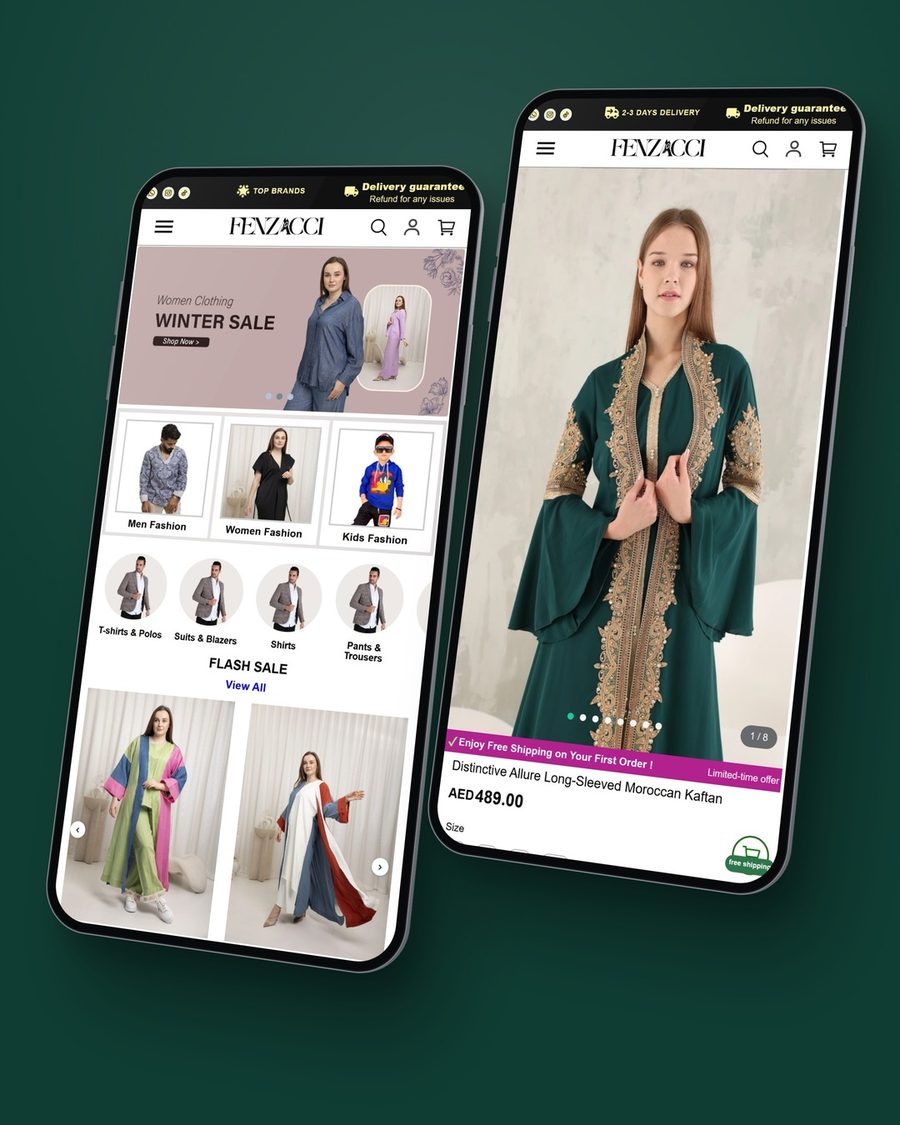 TOP BRANDS
Delivery guarantee
Refund for any issues
FENZACCI
Women Clothing
WINTER SALE
Shop Now >
Men Fashion
Women Fashion
Kids Fashion
T-shirts & Polos
Suits & Blazers
Shirts
Pants &
Trousers
FLASH SALE
View All
2-3 DAYS DELIVERY
Delivery guarantee
Refund for any issues
FENZACCI
1 / 8
✓Enjoy Free Shipping on Your First Order !
Limited-time offer
Distinctive Allure Long-Sleeved Moroccan Kaftan
AED489.00
Size
free shipping